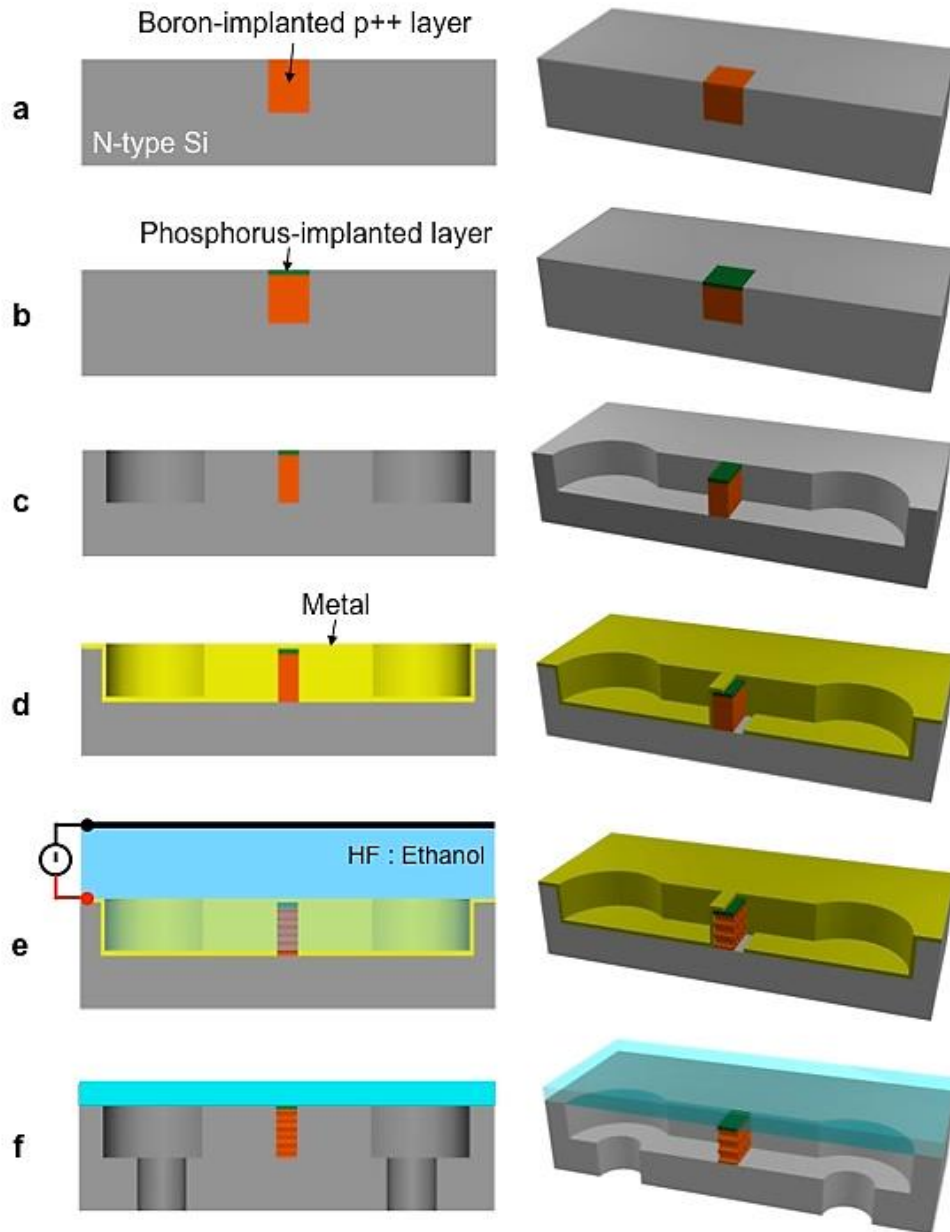 Boron-implanted p++ layer
a
N-type Si
Phosphorus-implanted layer
b
c
Metal
d
I
HF : Ethanol
e
f